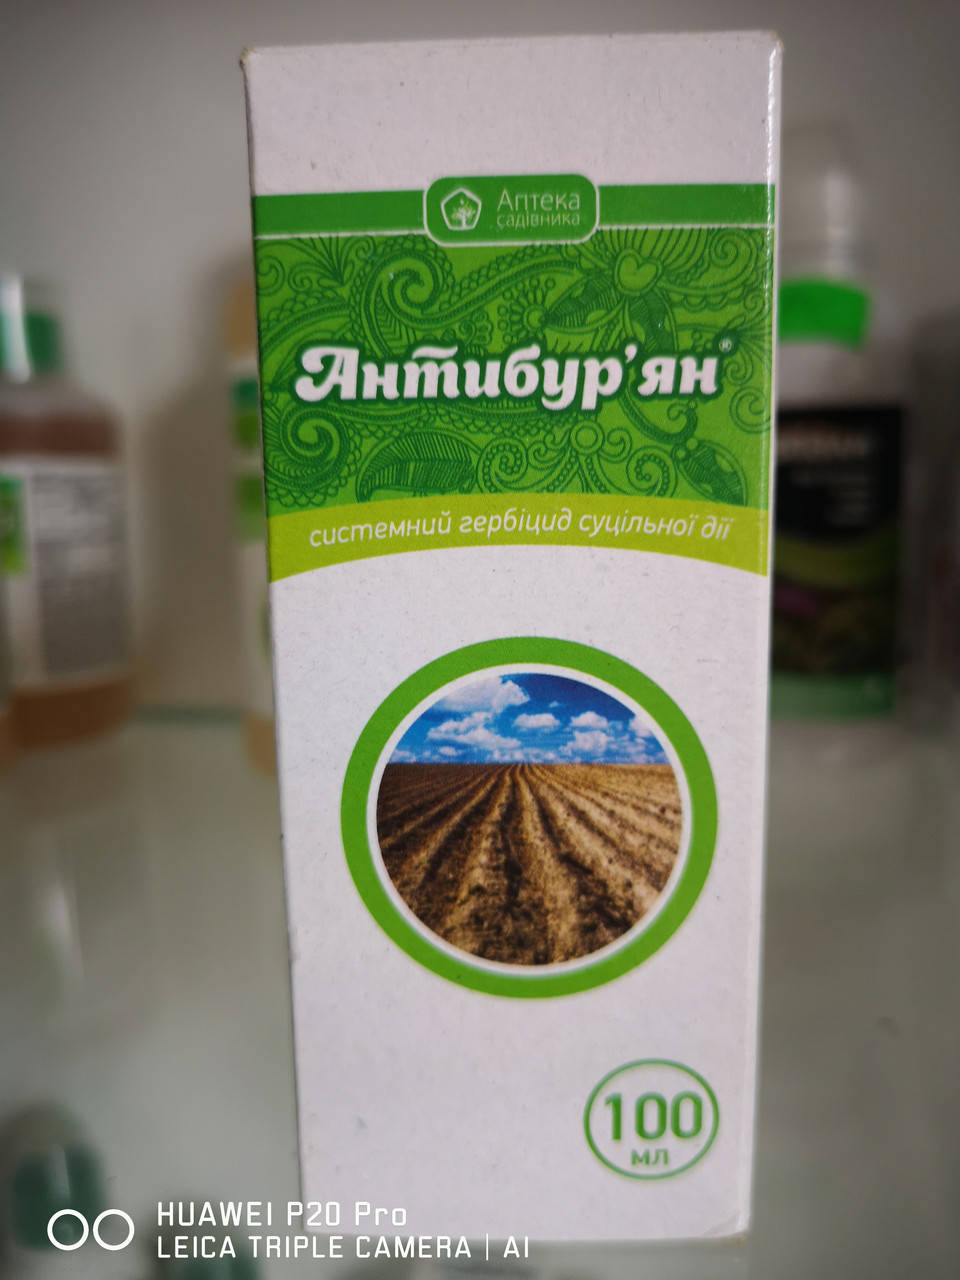 Аптека
садівника
Антибур'ян®
системний гербіцид суцільної дії
100
мл
HUAWEI P20 Pro
LEICA TRIPLE CAMERA | AI